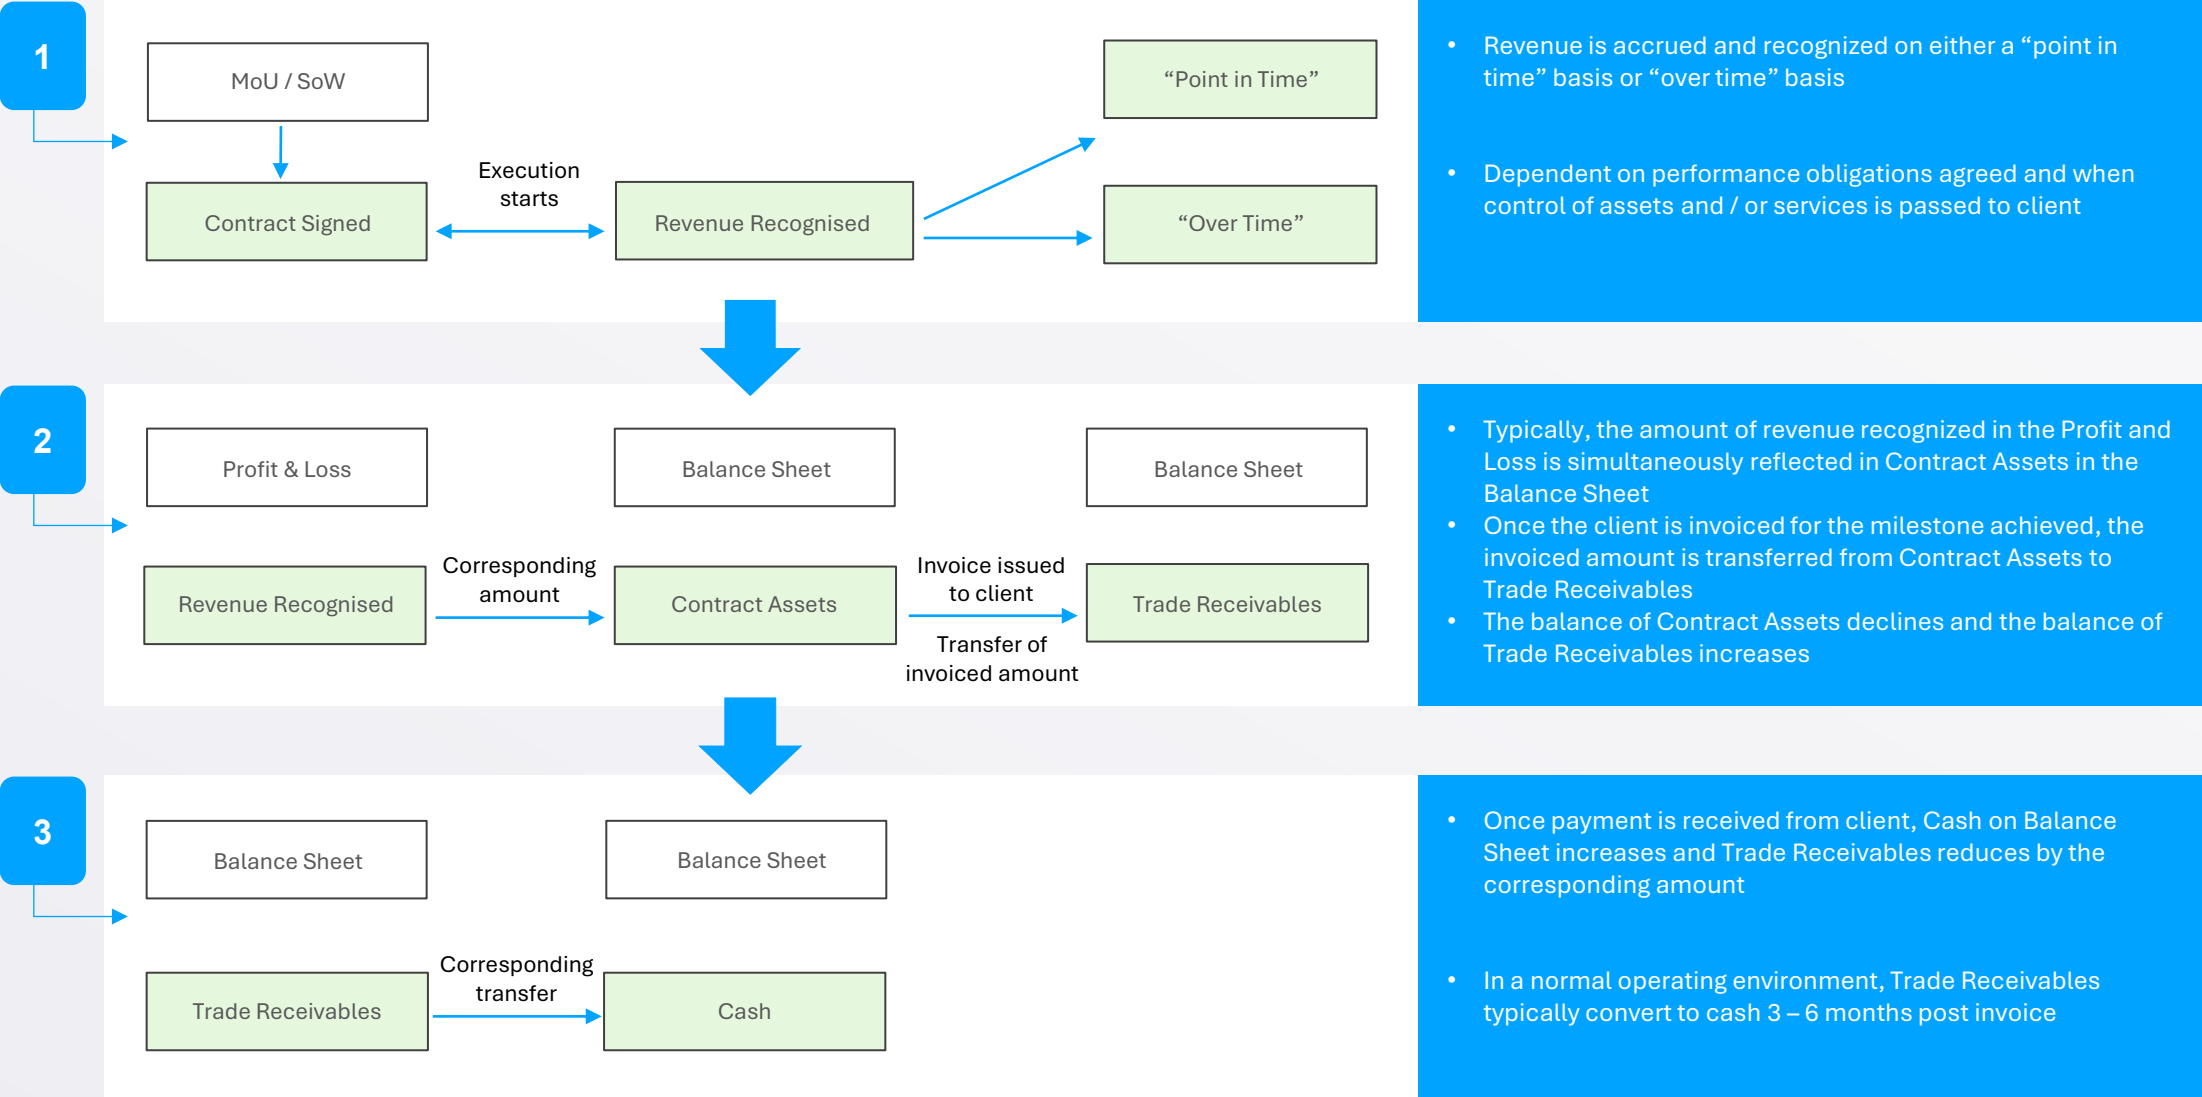 1
MoU / SoW
“Point in Time”
Execution
starts
Contract Signed
Revenue Recognised
“Over Time”
• Revenue is accrued and recognized on either a “point in
time” basis or “over time” basis
• Dependent on performance obligations agreed and when
control of assets and / or services is passed to client
2
Profit & Loss
Balance Sheet
Balance Sheet
Corresponding
amount
Invoice issued
to client
Revenue Recognised
Contract Assets
Trade Receivables
Transfer of
invoiced amount
• Typically, the amount of revenue recognized in the Profit and
Loss is simultaneously reflected in Contract Assets in the
Balance Sheet
• Once the client is invoiced for the milestone achieved, the
invoiced amount is transferred from Contract Assets to
Trade Receivables
• The balance of Contract Assets declines and the balance of
Trade Receivables increases
3
Balance Sheet
Balance Sheet
Corresponding
transfer
Trade Receivables
Cash
• Once payment is received from client, Cash on Balance
Sheet increases and Trade Receivables reduces by the
corresponding amount
• In a normal operating environment, Trade Receivables
typically convert to cash 3 – 6 months post invoice